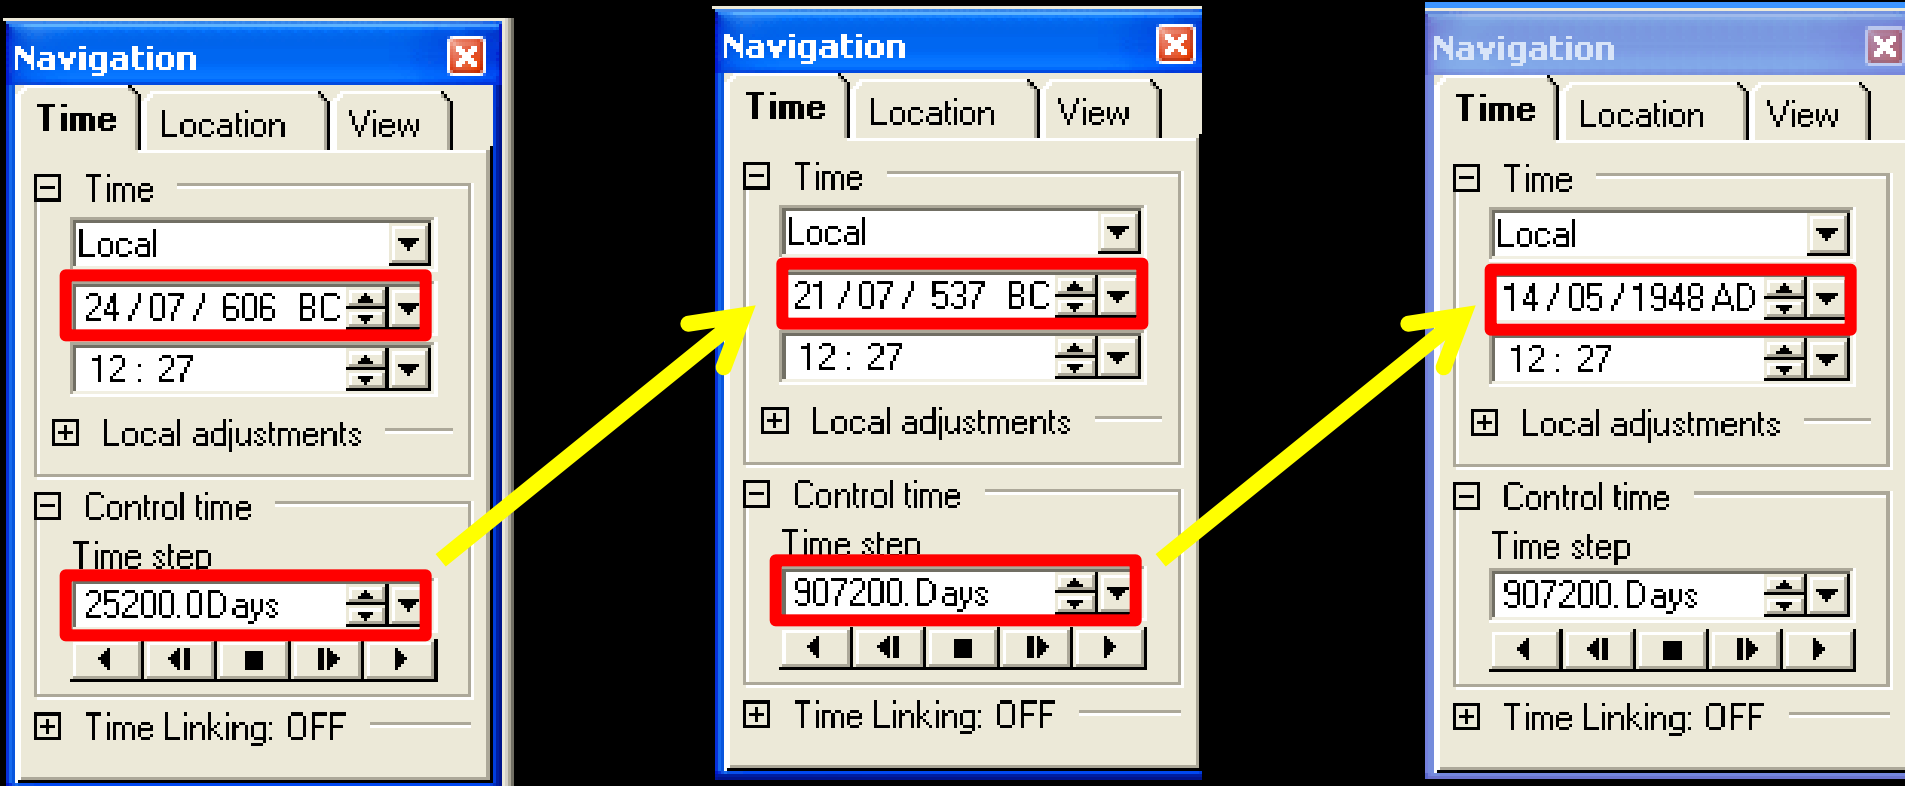 Navigation
Time Location View
Time
Local
24/07/ 606 BC
12: 27
Local adjustments
Control time
Time step
25200.0Days
Time Linking: OFF
Navigation
Time Location View
Time
Local
21/07/ 537 BC
12: 27
Local adjustments
Control time
Time step
907200.Days
Time Linking: OFF
Navigation
Time Location View
Time
Local
14/05/1948 AD
12: 27
Local adjustments
Control time
Time step
907200.Days
Time Linking: OFF